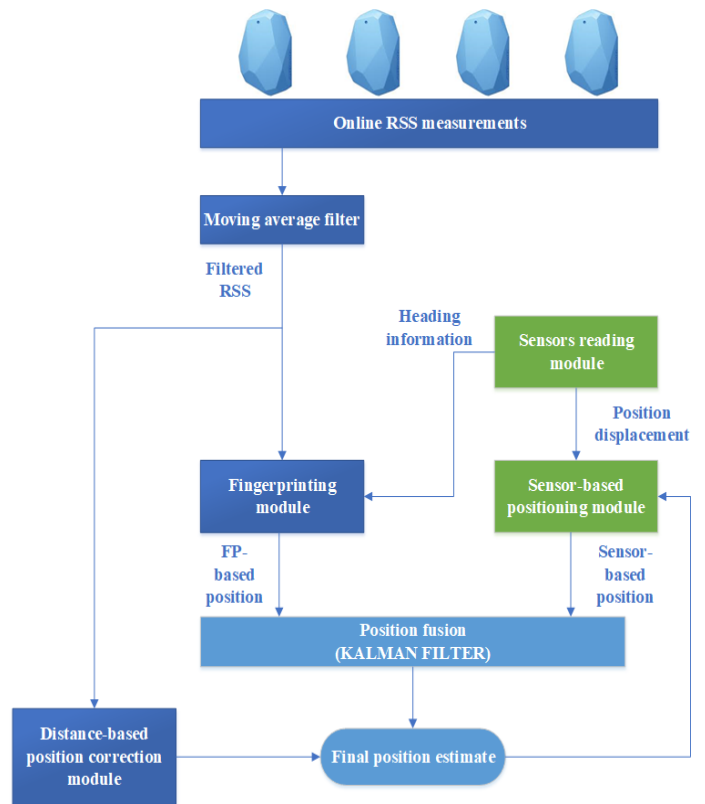 Online RSS measurements
Moving average filter
Filtered
RSS
Heading
information
Sensors reading
module
Position
displacement
Fingerprinting
module
Sensor-based
positioning module
FP-
based
position
Sensor-
based
position
Position fusion
(KALMAN FILTER)
Distance-based
position correction
module
Final position estimate